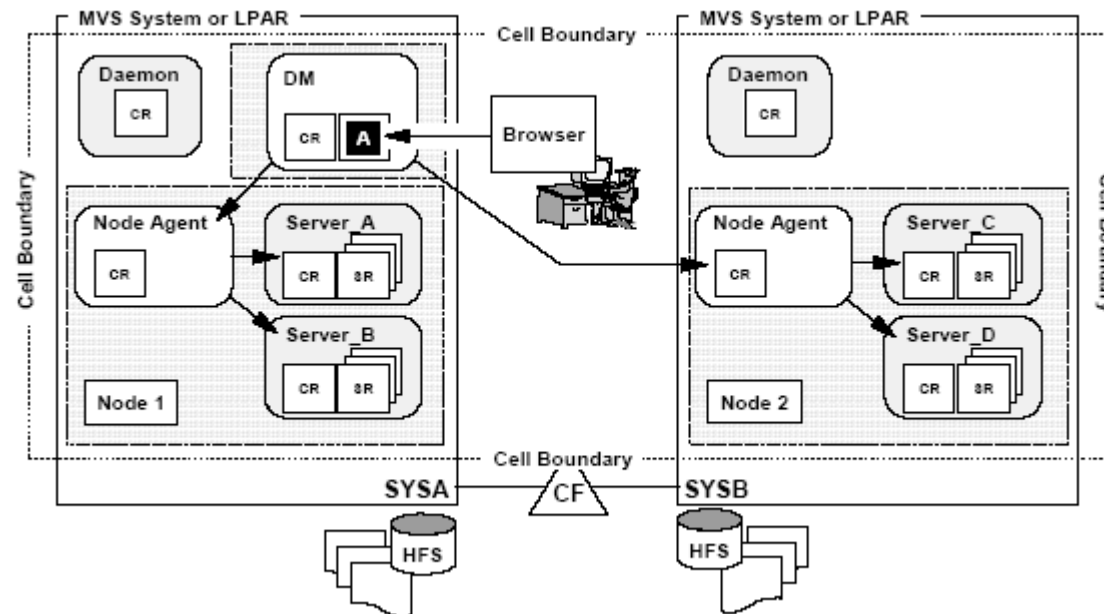 MVS System or LPAR
MVS System or LPAR
Cell Boundary
Daemon
CR
DM
CR
A
Browser
Daemon
CR
Cell Boundary
Node Agent
CR
Server_A
CR
SR
Server_B
CR
SR
Node 1
Node Agent
CR
Server_C
CR
SR
Server_D
CR
SR
Node 2
Cell Boundary
Cell Boundary
SYSA
CF
SYSB
HFS
HFS